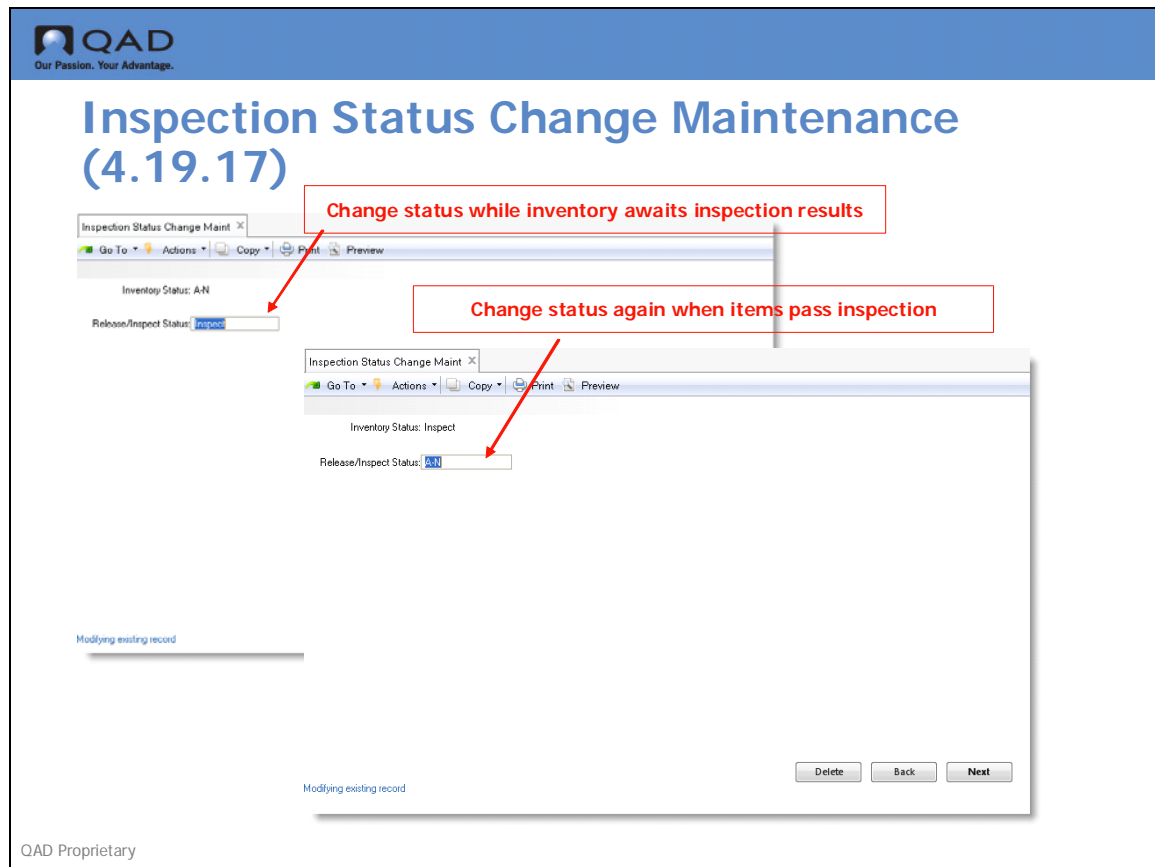 QAD
Our Passion. Your Advantage.
Inspection Status Change Maintenance
(4.19.17)
Change status while inventory awaits inspection results
Inspection Status Change Maint X
Go To Actions Copy Print Preview
Inventory Status: A-N
Release/Inspect Status: Inspect
Change status again when items pass inspection
Inspection Status Change Maint X
Go To Actions Copy Print Preview
Inventory Status: Inspect
Release/Inspect Status: A-N
Modifying existing record
Delete Back Next
Modifying existing record
QAD Proprietary